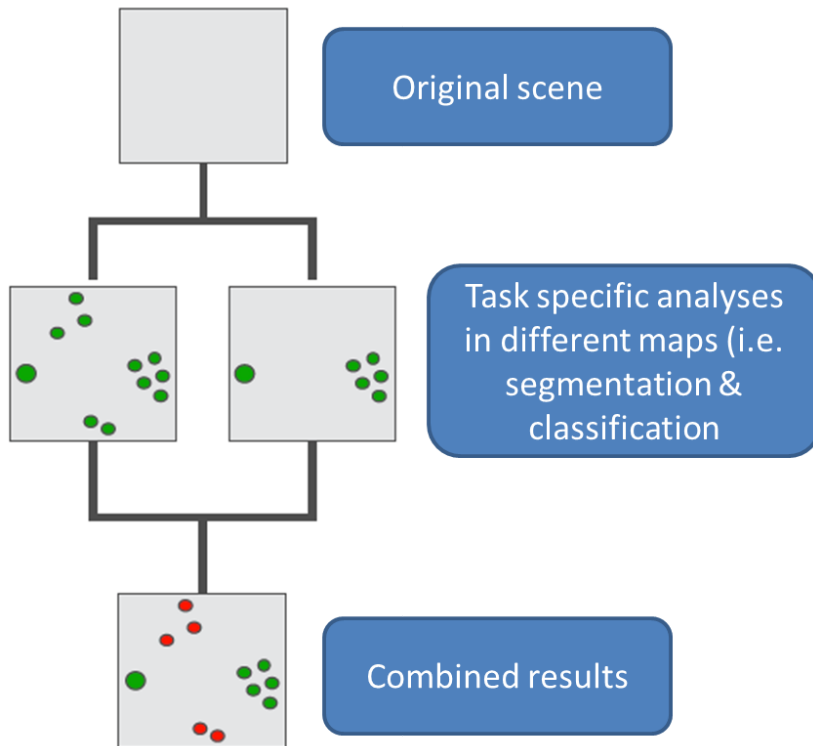 Original scene
Task specific analyses
in different maps (i.e.
segmentation &
classification
Combined results